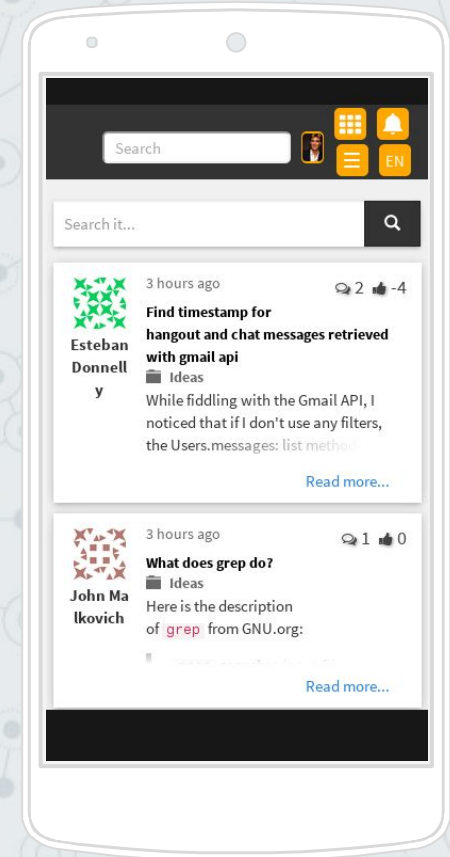 Search
EN
Search it...
3 hours ago
2 -4
Find timestamp for
hangout and chat messages retrieved
with gmail api
Esteban
Donnell
y
Ideas
While fiddling with the Gmail API, I
noticed that if I don't use any filters,
the Users.messages: list method
Read more...
3 hours ago
1 0
What does grep do?
John Ma
lkovich
Ideas
Here is the description
of grep from GNU.org:
Read more...